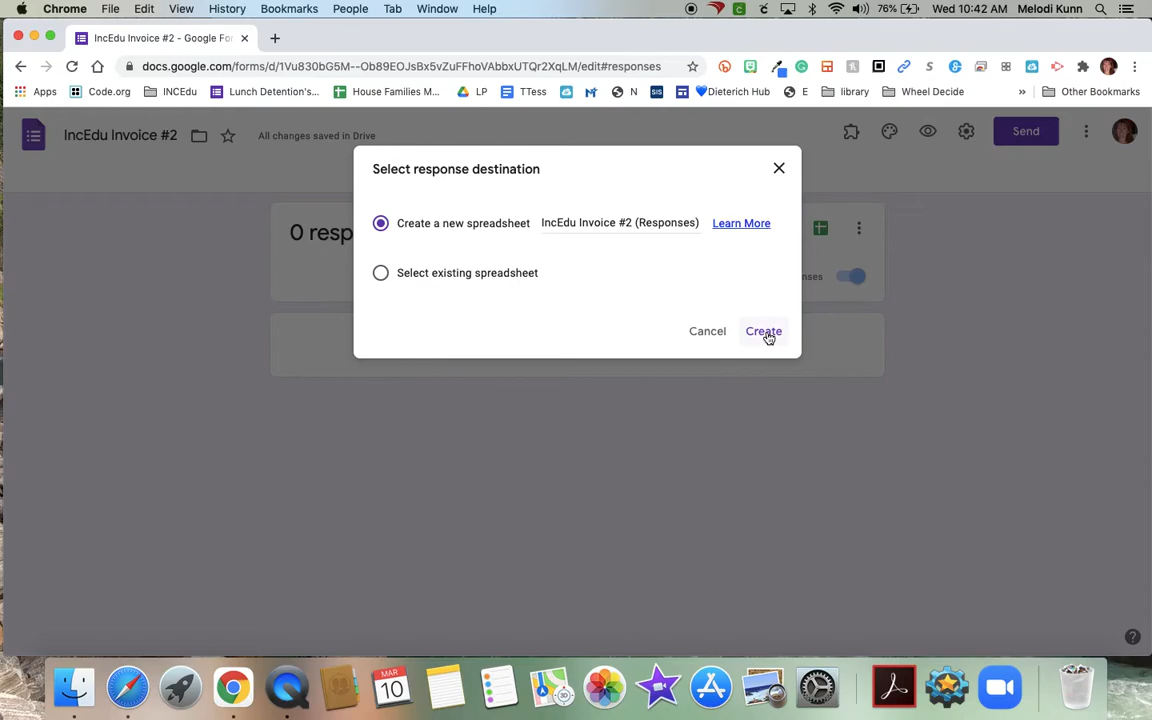 Chrome File Edit View History Bookmarks People Tab Window Help 76% Wed 10:42 AM Melodi Kunn
IncEdu Invoice #2 - Google For
docs.google.com/forms/d/1Vu830bG5M--Ob89EOJsBx5vZuFFhoVAbbxUTQr2XqLM/edit#responses
Apps Code.org INCEdu Lunch Detention's... House Families M... LP TTess N SIS Dieterich Hub E library Wheel Decide » Other Bookmarks
IncEdu Invoice #2 All changes saved in Drive Send
Select response destination
Create a new spreadsheet IncEdu Invoice #2 (Responses) Learn More
0 resp
Select existing spreadsheet
nses
Cancel Create
MAR
10